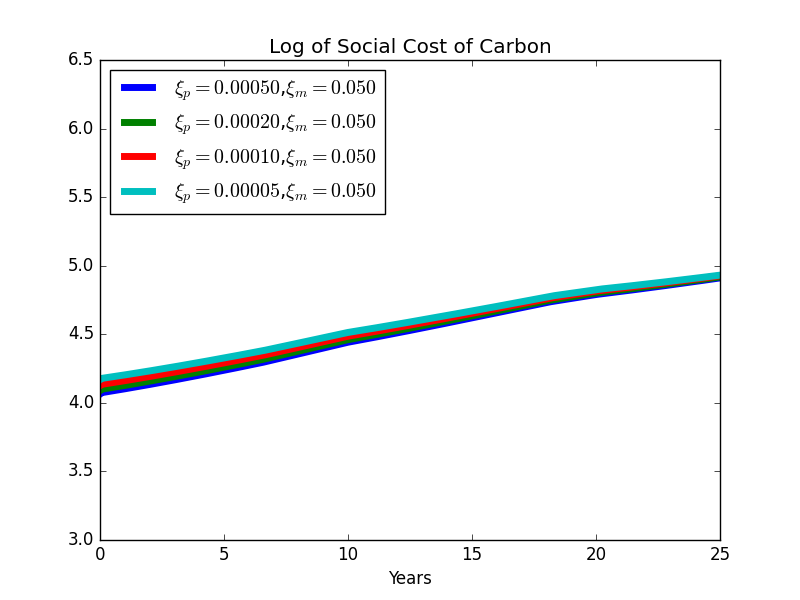 Log of Social Cost of Carbon
6.5
6.0
5.5
5.0
4.5
4.0
3.5
3.0
ξₚ = 0.00050,ξₘ = 0.050
ξₚ = 0.00020,ξₘ = 0.050
ξₚ = 0.00010,ξₘ = 0.050
ξₚ = 0.00005,ξₘ = 0.050
0 5 10 15 20 25
Years